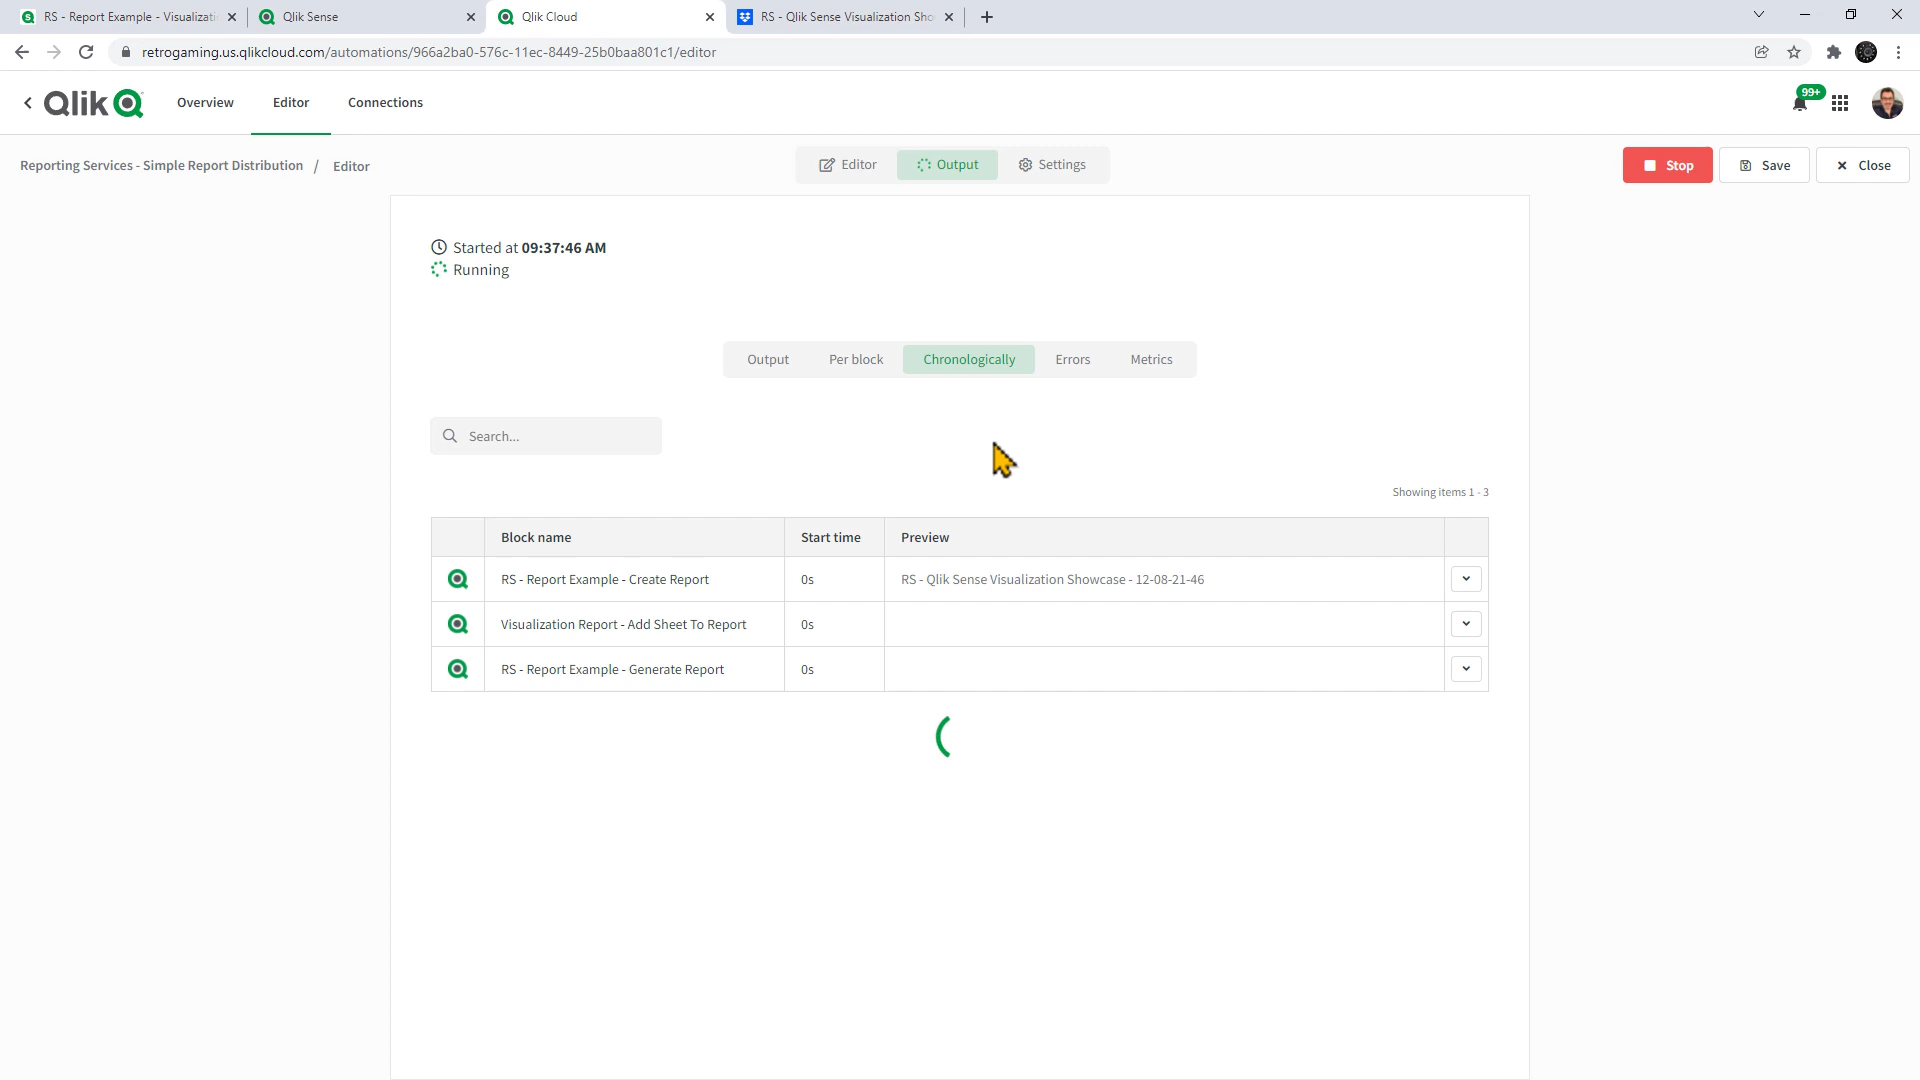 RS - Report Example - Visualizati
Qlik Sense
Qlik Cloud
RS - Qlik Sense Visualization Sho
retrogaming.us.qlikcloud.com/automations/966a2ba0-576c-11ec-8449-25b0baa801c1/editor
Qlik
Overview
Editor
Connections
99+
Reporting Services - Simple Report Distribution / Editor
Editor
Output
Settings
Stop
Save
Close
Started at 09:37:46 AM
Running
Output
Per block
Chronologically
Errors
Metrics
Search...
Showing items 1 - 3
Block name Start time Preview
RS - Report Example - Create Report 0s RS - Qlik Sense Visualization Showcase - 12-08-21-46
Visualization Report - Add Sheet To Report 0s
RS - Report Example - Generate Report 0s